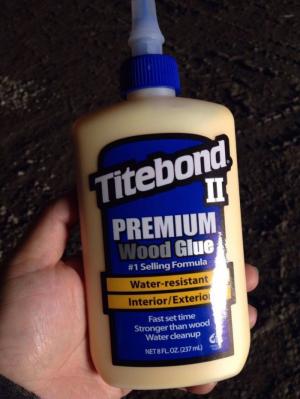 Titebond
II
PREMIUM
Wood Glue
#1 Selling Formula
Water-resistant
Interior/Exterior
Fast set time
Stronger than wood
Water cleanup
NET 8 FL. OZ. (237 mL)